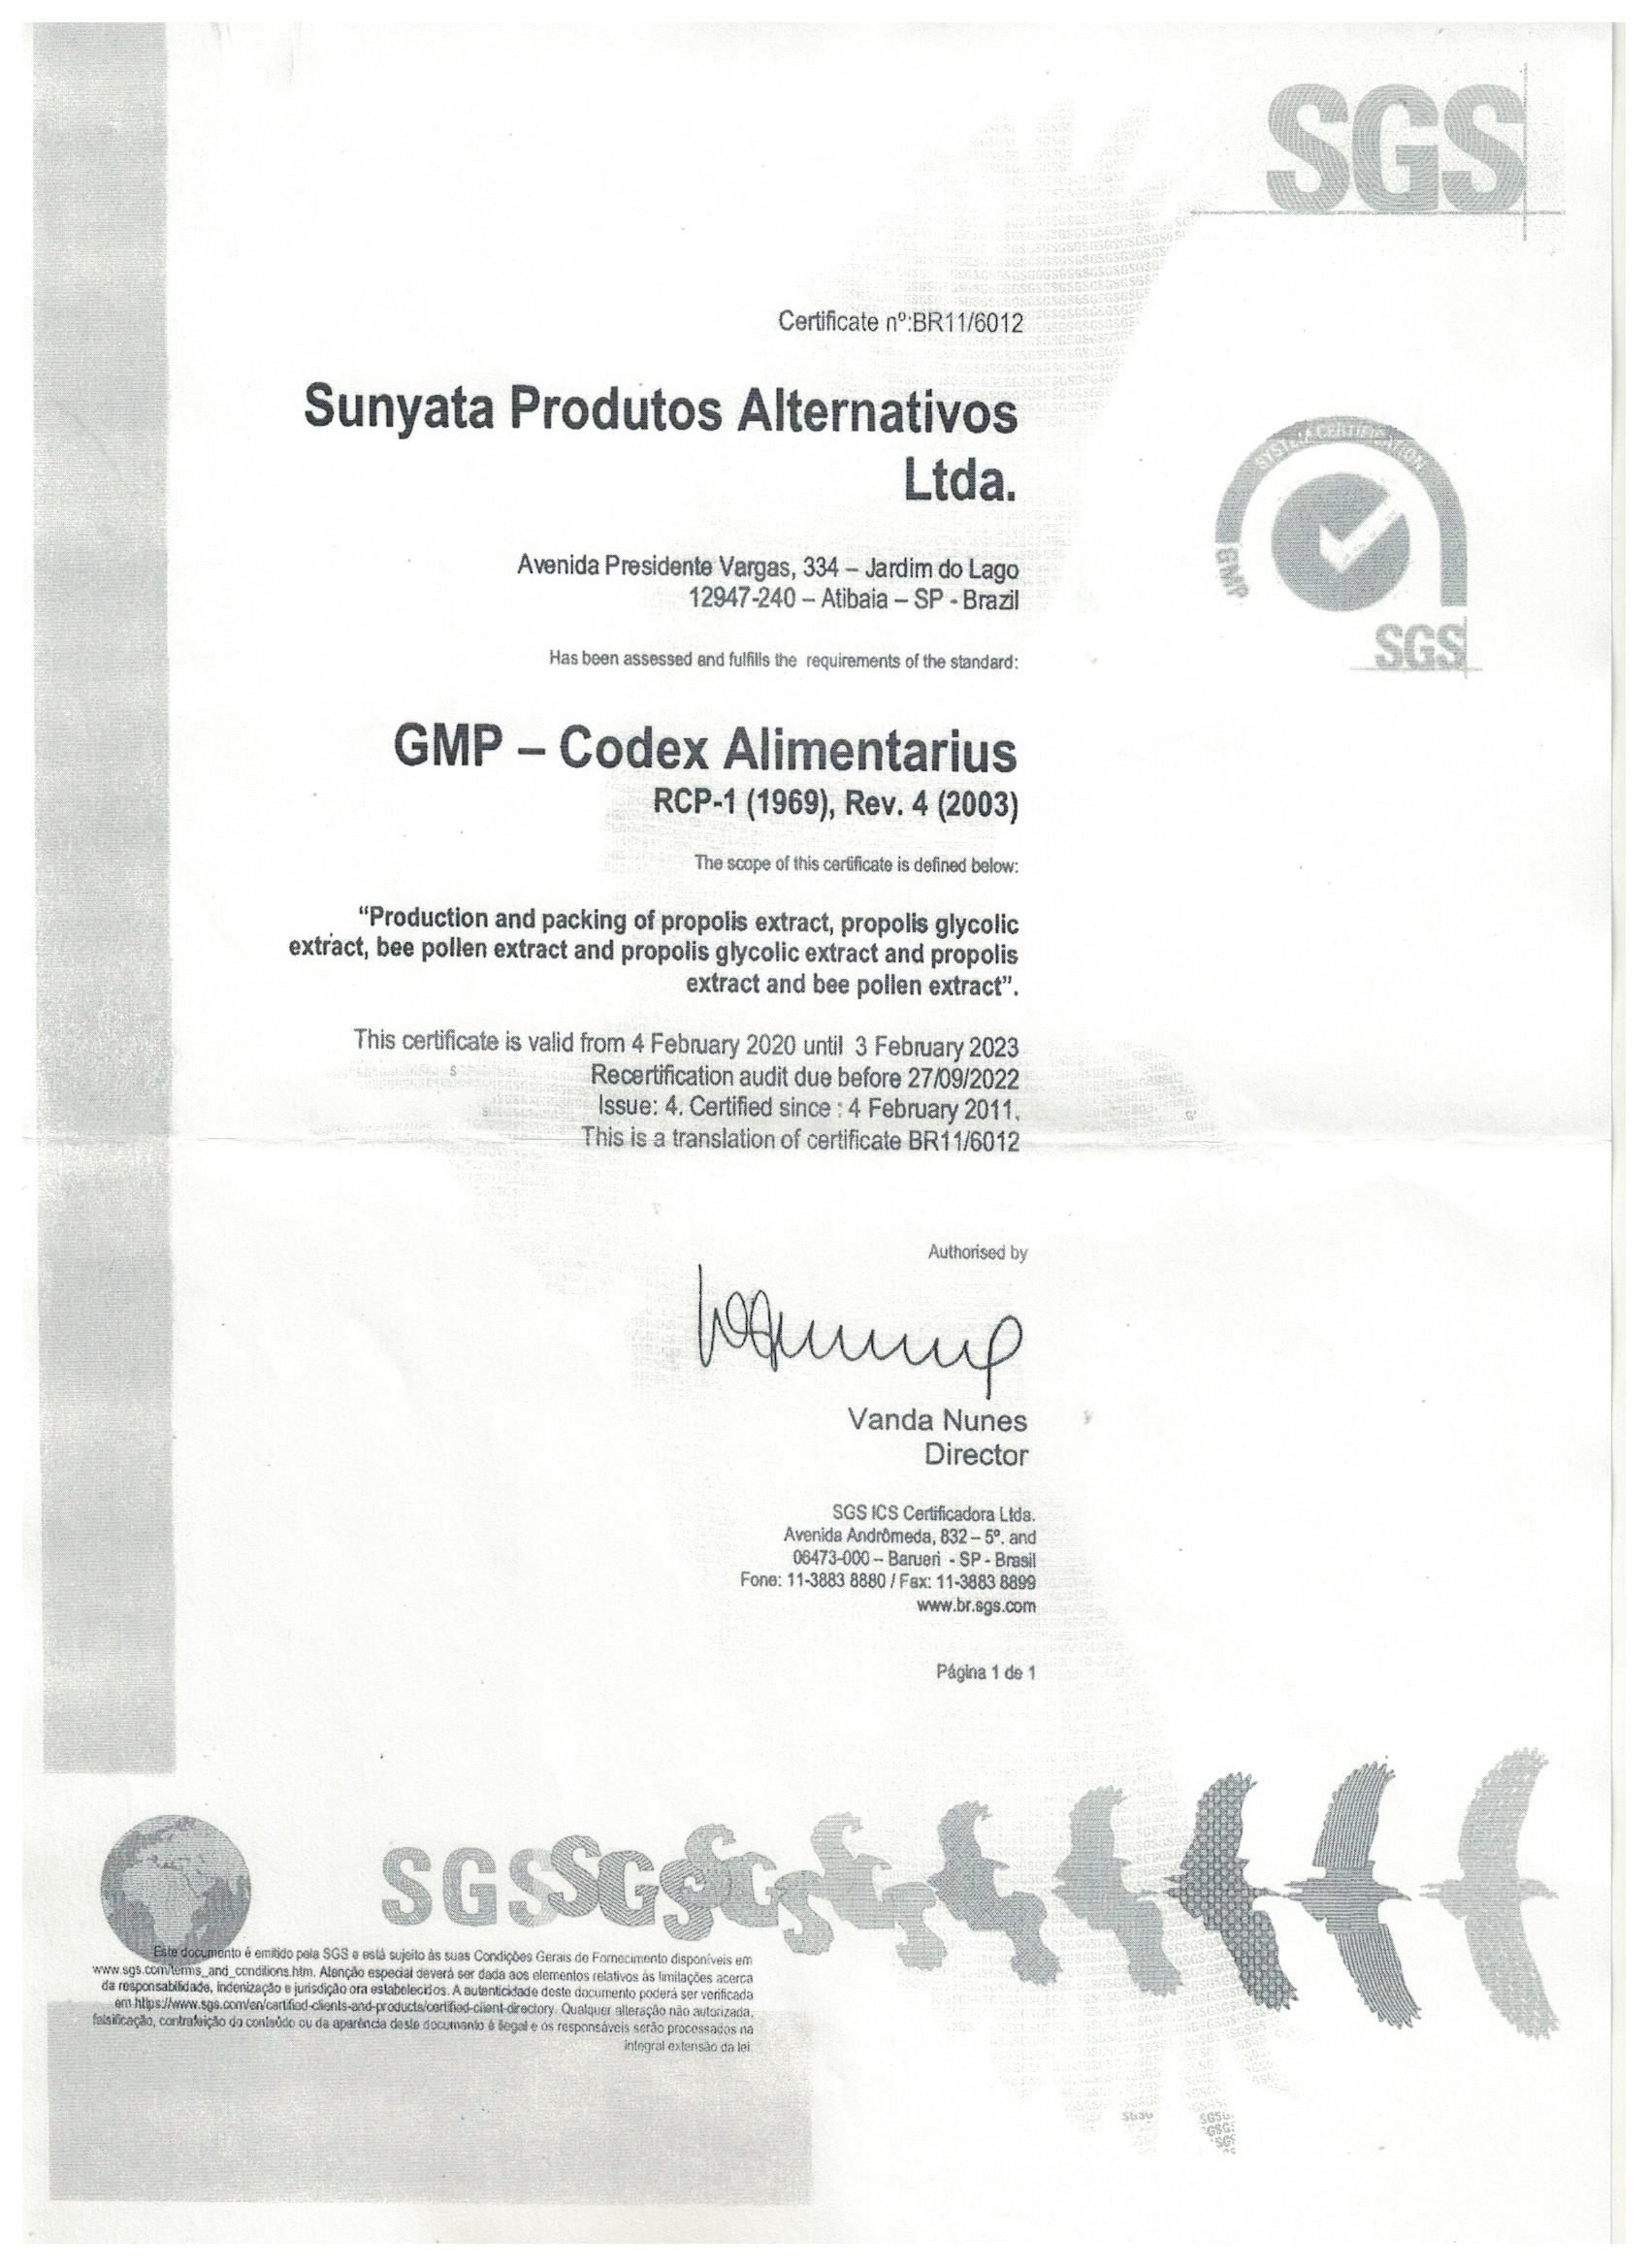 SGS
Certificate nº:BR11/6012
Sunyata Produtos Alternativos
Ltda.
SYSTEM CERTIFICATION
GMP
SGS
Avenida Presidente Vargas, 334 – Jardim do Lago
12947-240 – Atibaia – SP - Brazil
Has been assessed and fulfills the requirements of the standard:
GMP – Codex Alimentarius
RCP-1 (1969), Rev. 4 (2003)
The scope of this certificate is defined below:
“Production and packing of propolis extract, propolis glycolic
extract, bee pollen extract and propolis glycolic extract and propolis
extract and bee pollen extract”.
This certificate is valid from 4 February 2020 until 3 February 2023
Recertification audit due before 27/09/2022
Issue: 4. Certified since : 4 February 2011.
This is a translation of certificate BR11/6012
Authorised by
Vanda Nunes
Director
SGS ICS Certificadora Ltda.
Avenida Andrômeda, 832 – 5º. and
06473-000 – Barueri - SP - Brasil
Fone: 11-3883 8880 / Fax: 11-3883 8899
www.br.sgs.com
Página 1 de 1
SGS SGS SGS
Este documento é emitido pela SGS e está sujeito às suas Condições Gerais de Fornecimento disponíveis em
www.sgs.com/terms_and_conditions.htm. Atenção especial deverá ser dada aos elementos relativos às limitações acerca
da responsabilidade, indenização e jurisdição ora estabelecidos. A autenticidade deste documento poderá ser verificada
em https://www.sgs.com/en/certified-clients-and-products/certified-client-directory. Qualquer alteração não autorizada,
falsificação, contrafeição do conteúdo ou da aparência deste documento é ilegal e os responsáveis serão processados na
integral extensão da lei